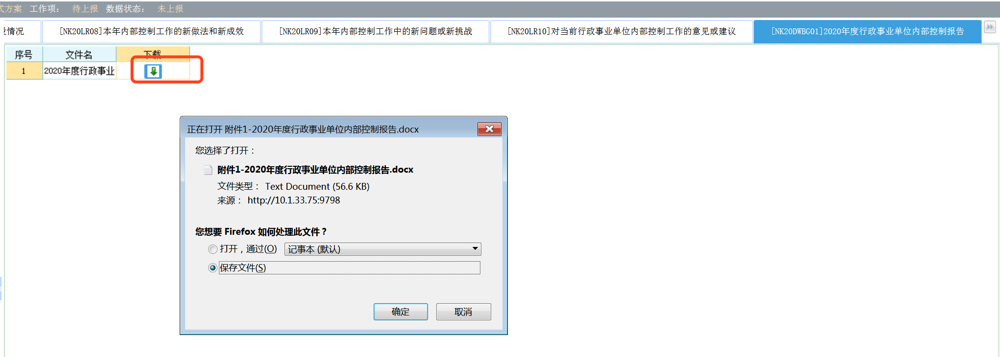 式方案 工作项： 待上报 数据状态： 未上报
情况 [NK20LR08]本年内部控制工作的新做法和新成效 [NK20LR09]本年内部控制工作中的新问题或新挑战 [NK20LR10]对当前行政事业单位内部控制工作的意见或建议 [NK20DWBG01]2020年度行政事业单位内部控制报告
序号 文件名 下载
1 2020年度行政事业
正在打开 附件1-2020年度行政事业单位内部控制报告.docx
您选择了打开：
附件1-2020年度行政事业单位内部控制报告.docx
文件类型： Text Document (56.6 KB)
来源： http://10.1.33.75:9798
您想要 Firefox 如何处理此文件？
打开，通过(O) 记事本 (默认)
保存文件(S)
确定 取消